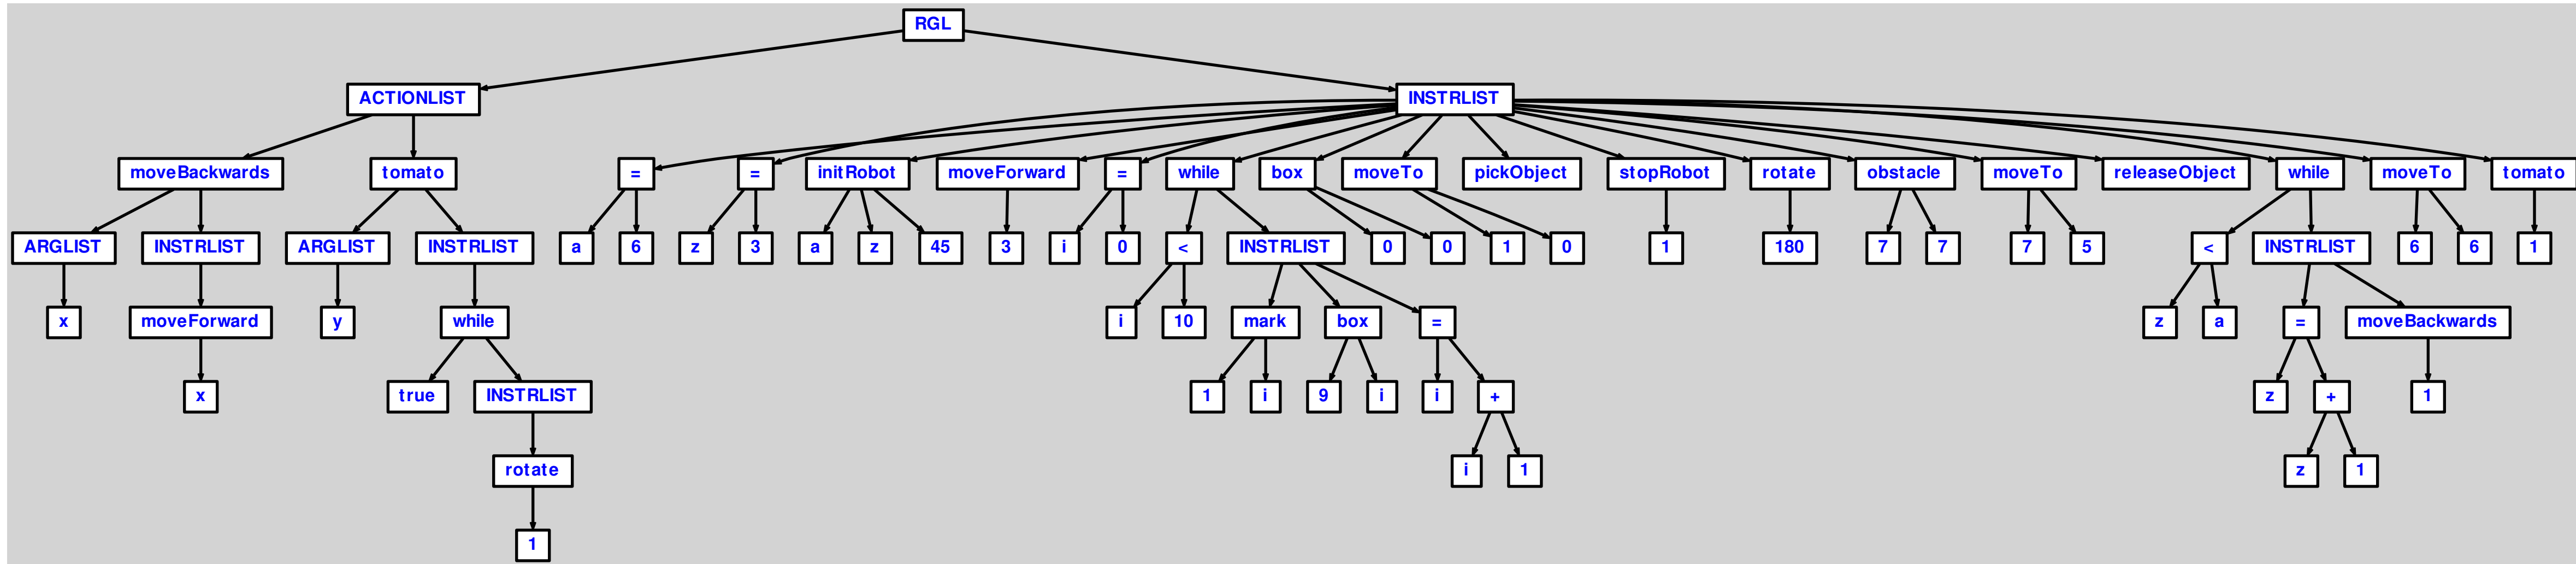 RGL
ACTIONLIST INSTRLIST
moveBackwards tomato = = initRobot moveForward = while box moveTo pickObject stopRobot rotate obstacle moveTo releaseObject while moveTo tomato
ARGLIST INSTRLIST ARGLIST INSTRLIST a 6 z 3 a z 45 3 i 0 < INSTRLIST 0 0 1 0 1 180 7 7 7 5 < INSTRLIST 6 6 1
x moveForward y while i 10 mark box = z a = moveBackwards
x true INSTRLIST 1 i 9 i i + z + 1
rotate i 1 z 1
1